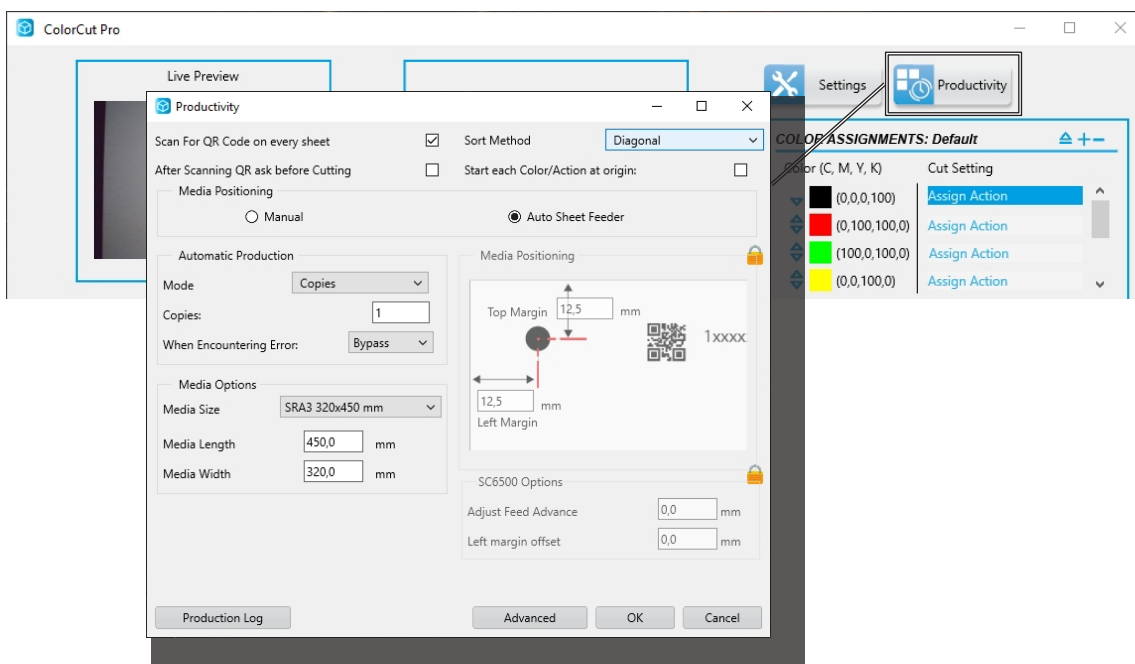 ColorCut Pro
Live Preview
Settings
Productivity
Productivity
Scan For QR Code on every sheet
Sort Method
Diagonal
After Scanning QR ask before Cutting
Start each Color/Action at origin:
Media Positioning
Manual
Auto Sheet Feeder
Automatic Production
Mode
Copies
Copies:
1
When Encountering Error:
Bypass
Media Options
Media Size
SRA3 320x450 mm
Media Length
450,0
mm
Media Width
320,0
mm
Media Positioning
Top Margin
12,5
mm
1xxxx
12,5
mm
Left Margin
SC6500 Options
Adjust Feed Advance
0,0
mm
Left margin offset
0,0
mm
Production Log
Advanced
OK
Cancel
COLOR ASSIGNMENTS: Default
Color (C, M, Y, K)
Cut Setting
(0,0,0,100)
Assign Action
(0,100,100,0)
Assign Action
(100,0,100,0)
Assign Action
(0,0,100,0)
Assign Action